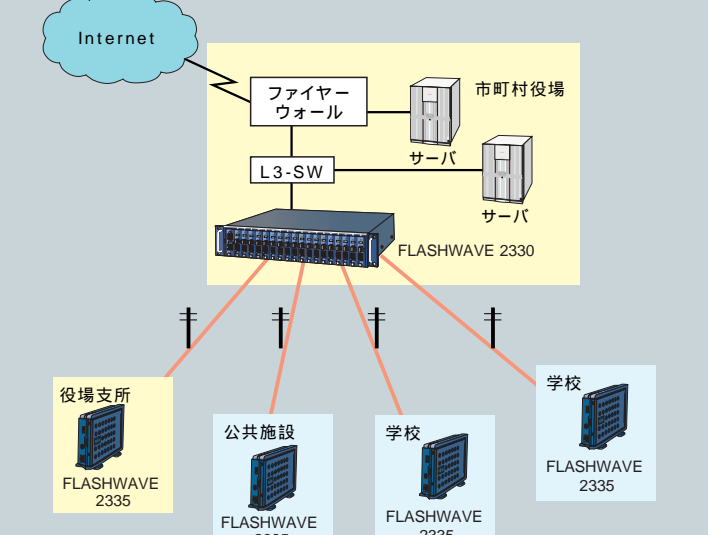 Internet
ファイヤー
ウォール
市町村役場
サーバ
L3-SW
サーバ
FLASHWAVE 2330
役場支所
FLASHWAVE
2335
公共施設
FLASHWAVE
学校
FLASHWAVE
2335
学校
FLASHWAVE
2335